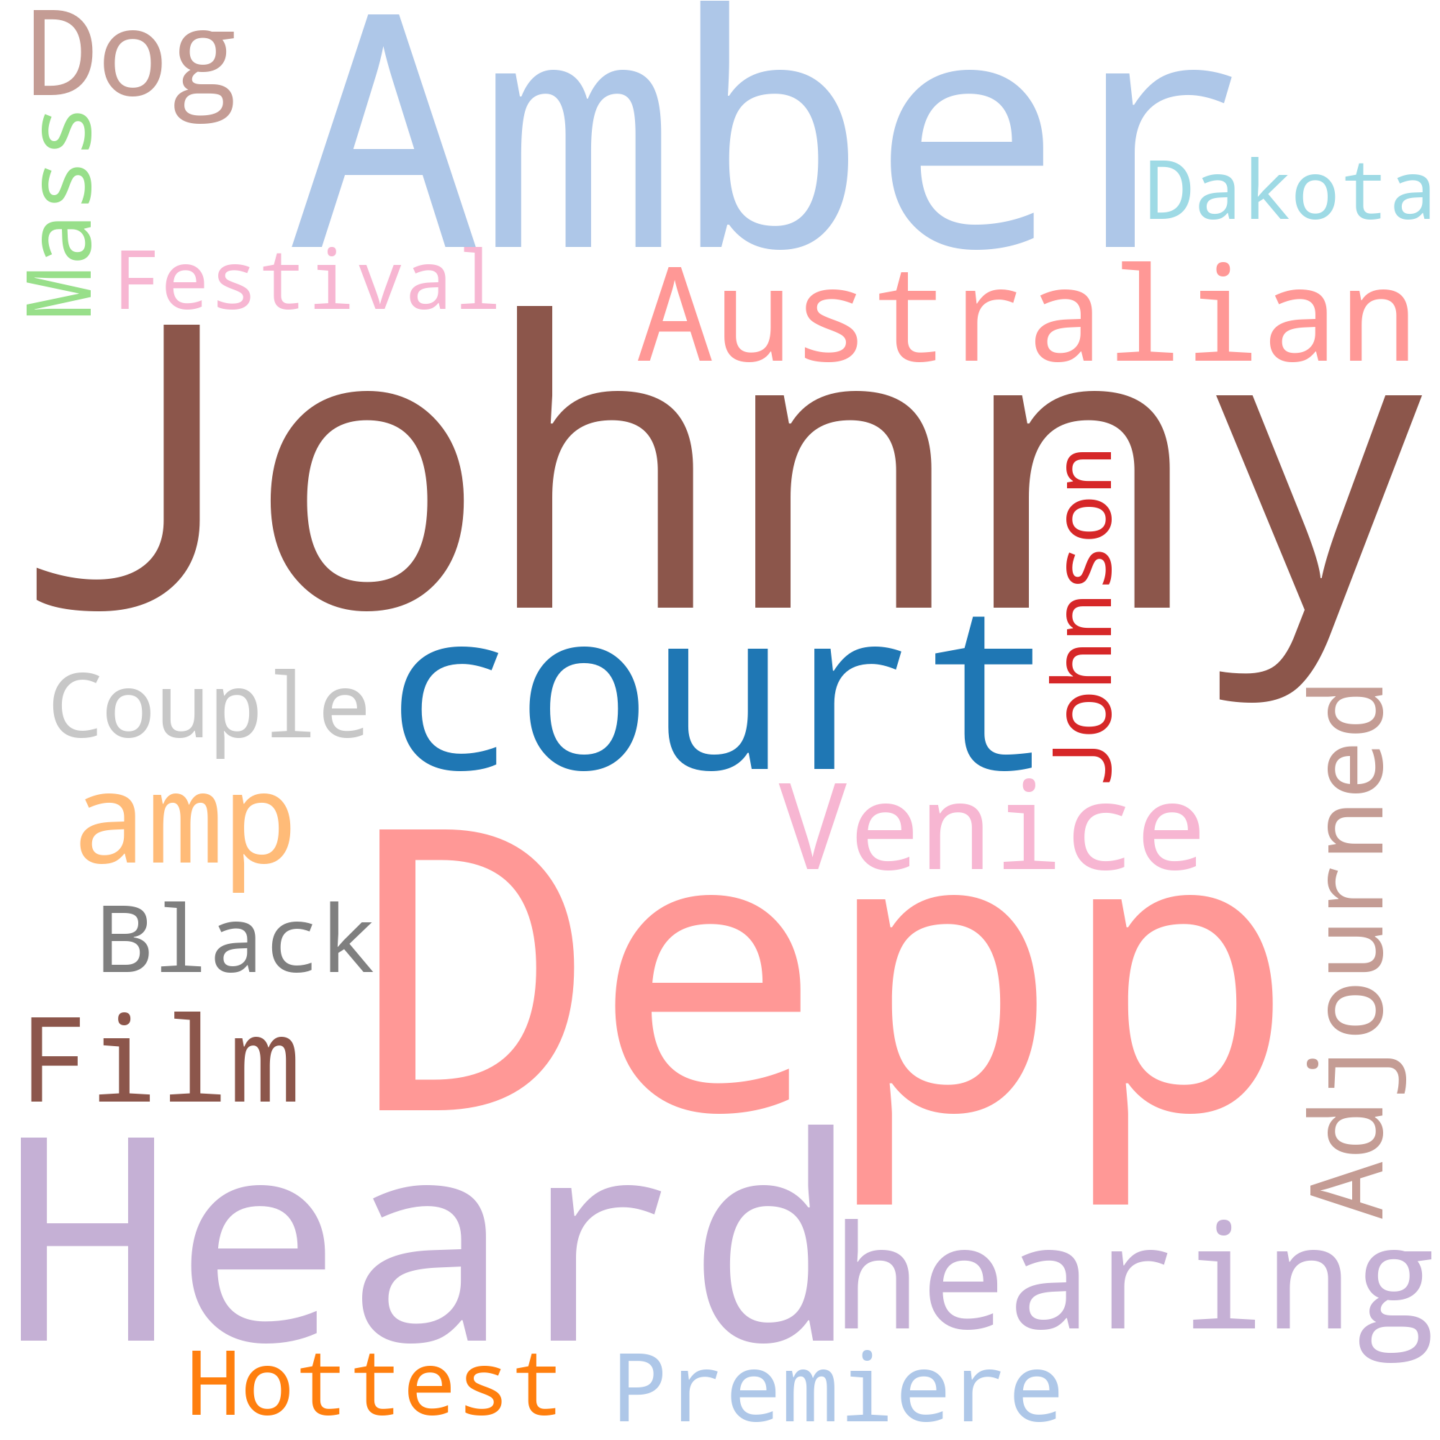 Dog
Amber
Mass
Dakota
Festival
Australian
Johnny
Johnson
court
Couple
Adjourned
amp
Venice
Depp
Black
Film
Heard
hearing
Hottest
Premiere